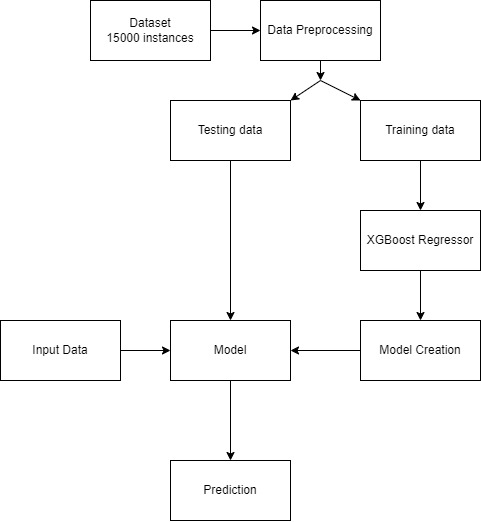 Dataset
15000 instances
Data Preprocessing
Testing data
Training data
XGBoost Regressor
Input Data
Model
Model Creation
Prediction